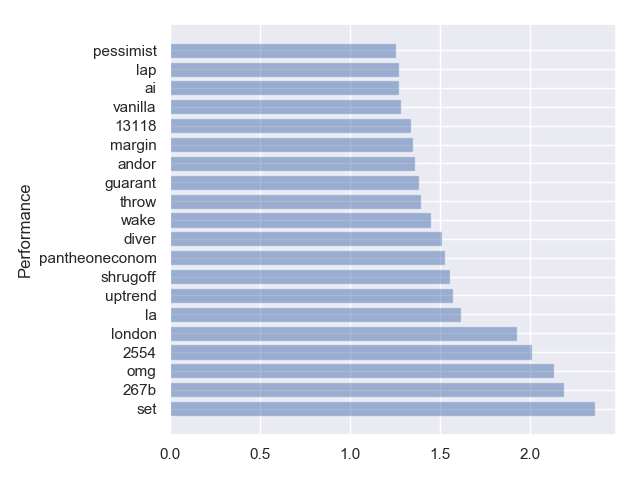 pessimist
lap
ai
vanilla
13118
margin
andor
guarant
throw
wake
diver
pantheoneconom
shrugoff
uptrend
la
london
2554
omg
267b
set
Performance
0.0 0.5 1.0 1.5 2.0